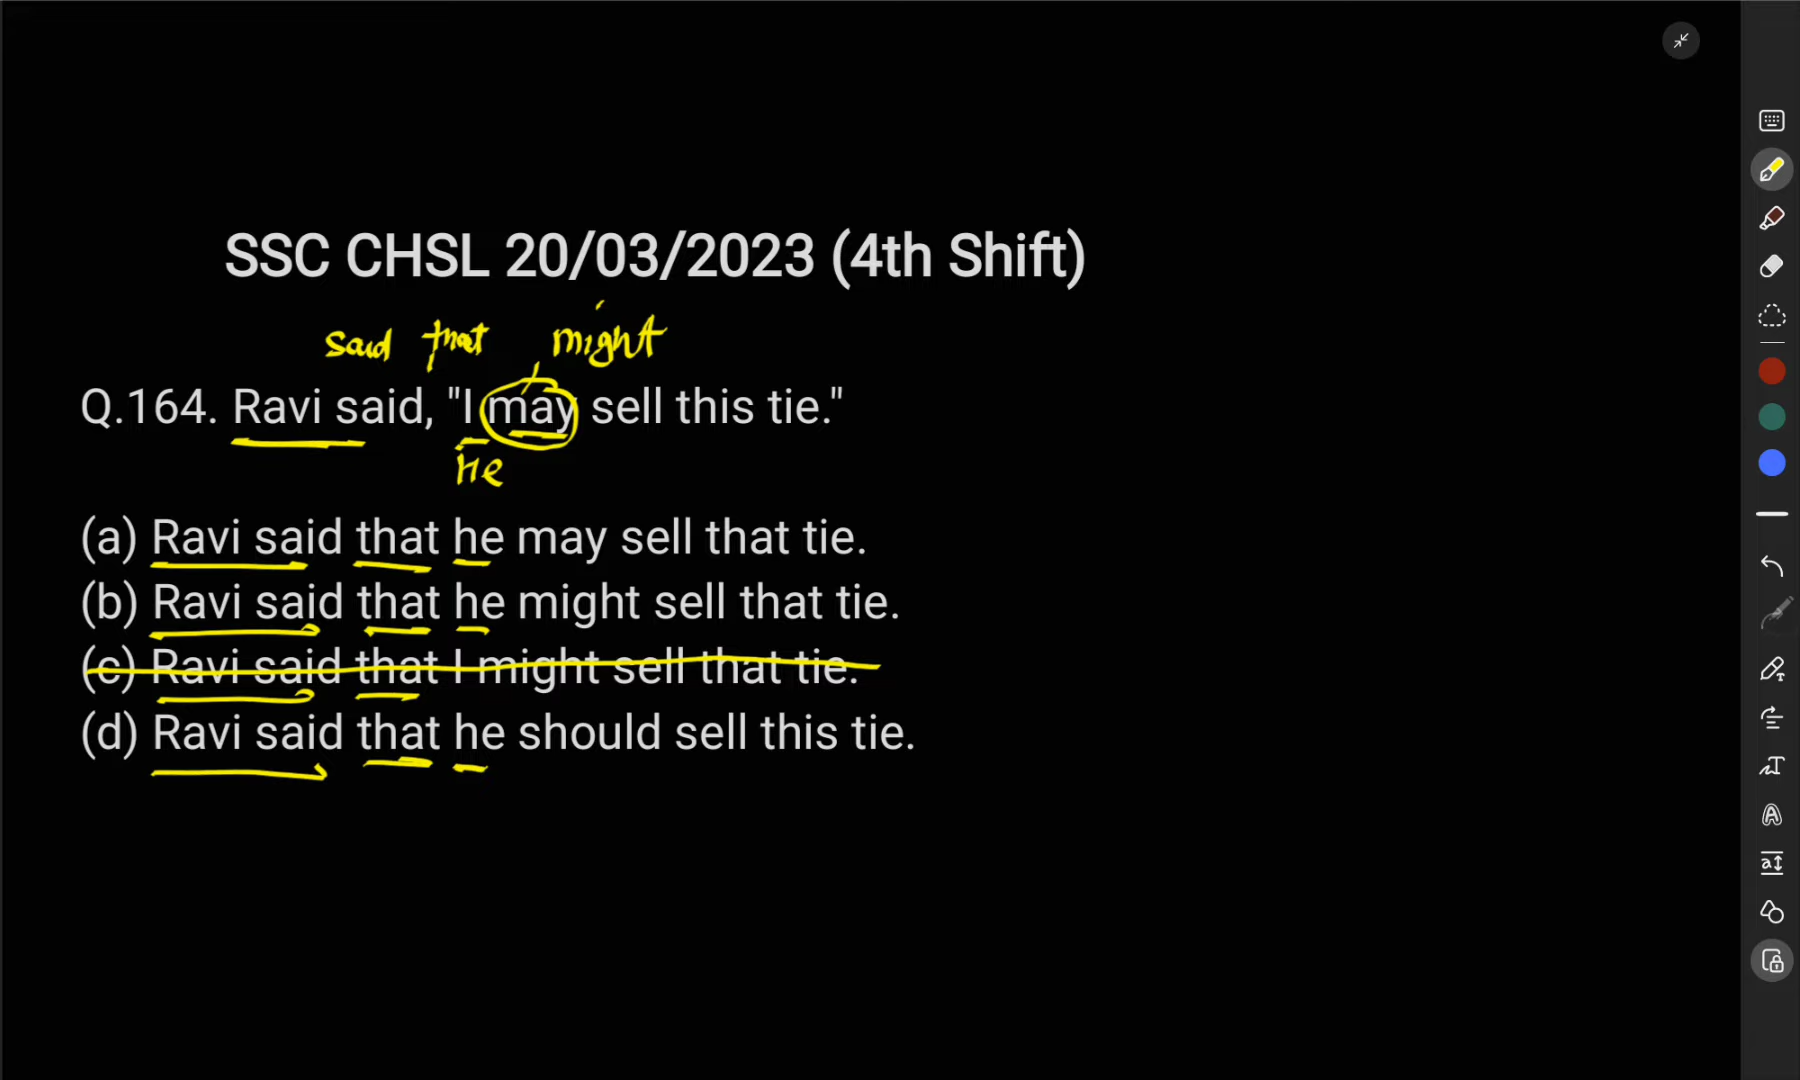 SSC CHSL 20/03/2023 (4th Shift)
said that might
Q.164. Ravi said, "I may sell this tie."
he
(a) Ravi said that he may sell that tie.
(b) Ravi said that he might sell that tie.
(c) Ravi said that I might sell that tie.
(d) Ravi said that he should sell this tie.